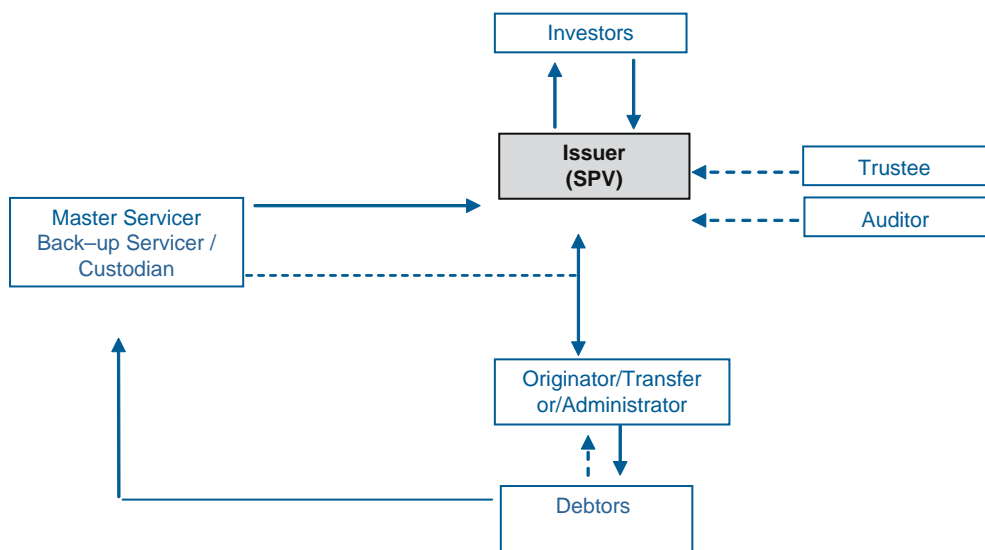 Investors
Issuer
(SPV)
Trustee
Auditor
Master Servicer
Back–up Servicer /
Custodian
Originator/Transfer
or/Administrator
Debtors